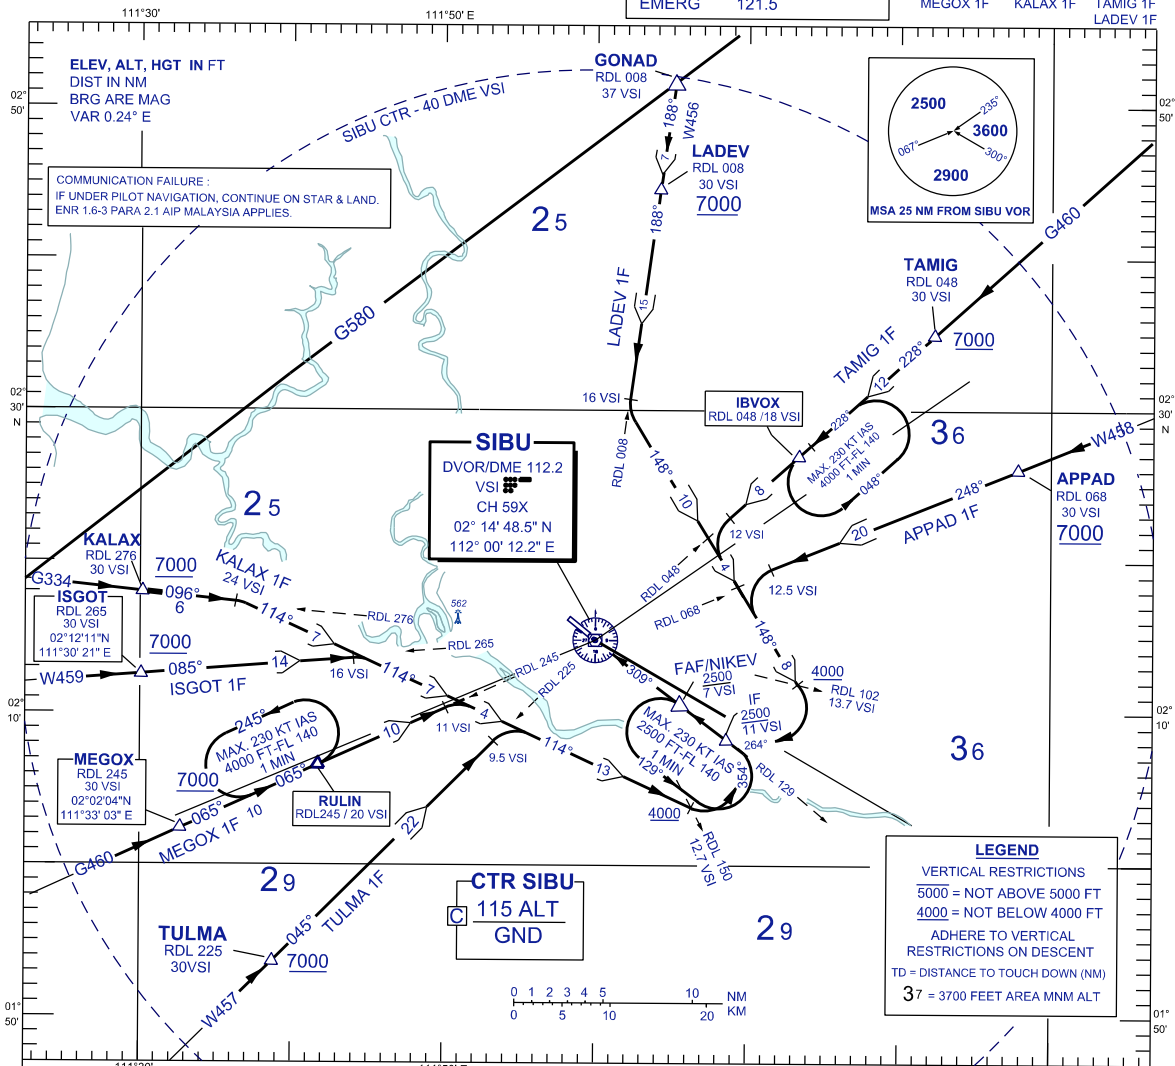 EMERG 121.5
MEGOX 1F KALAX 1F TAMIG 1F
LADEV 1F
111°30'
111°50' E
ELEV, ALT, HGT IN FT
DIST IN NM
BRG ARE MAG
VAR 0.24° E
02°
50'
02°
50'
SIBU CTR - 40 DME VSI
GONAD
RDL 008
37 VSI
188°
W456
7
LADEV
RDL 008
30 VSI
7000
188°
15
LADEV 1F
16 VSI
RDL 008
COMMUNICATION FAILURE :
IF UNDER PILOT NAVIGATION, CONTINUE ON STAR & LAND.
ENR 1.6-3 PARA 2.1 AIP MALAYSIA APPLIES.
2500
235°
3600
067°
300°
2900
MSA 25 NM FROM SIBU VOR
G460
TAMIG
RDL 048
30 VSI
7000
228°
12
TAMIG 1F
25
G580
02°
30'
N
02°
30'
N
IBVOX
RDL 048 /18 VSI
228°
MAX. 230 KT IAS
4000 FT-FL 140
1 MIN
048°
36
W458
APPAD
RDL 068
30 VSI
7000
248°
APPAD 1F
20
SIBU
DVOR/DME 112.2
VSI
CH 59X
02° 14' 48.5" N
112° 00' 12.2" E
148°
10
8
12 VSI
RDL 048
4
12.5 VSI
RDL 068
148°
8
4000
RDL 102
13.7 VSI
25
KALAX
RDL 276
30 VSI
7000
G334
096°
6
KALAX 1F
24 VSI
114°
RDL 276
562
7
ISGOT
RDL 265
30 VSI
02°12'11"N
111°30' 21" E
7000
W459
085°
14
ISGOT 1F
16 VSI
RDL 265
114°
7
RDL 245
RDL 225
11 VSI
4
9.5 VSI
114°
13
309°
FAF/NIKEV
2500
7 VSI
IF
2500
11 VSI
264°
MAX. 230 KT IAS
2500 FT-FL 140
1 MIN
129°
354°
RDL 129
4000
RDL 150
12.7 VSI
02°
10'
02°
10'
36
245°
MAX. 230 KT IAS
4000 FT-FL 140
1 MIN
065°
7000
MEGOX
RDL 245
30 VSI
02°02'04"N
111°33' 03" E
065°
10
MEGOX 1F
G460
RULIN
RDL245 / 20 VSI
10
22
29
TULMA 1F
045°
TULMA
RDL 225
30VSI
7000
W457
CTR SIBU
C
115 ALT
GND
29
LEGEND
VERTICAL RESTRICTIONS
5000 = NOT ABOVE 5000 FT
4000 = NOT BELOW 4000 FT
ADHERE TO VERTICAL
RESTRICTIONS ON DESCENT
TD = DISTANCE TO TOUCH DOWN (NM)
37 = 3700 FEET AREA MNM ALT
0 1 2 3 4 5 10 NM
0 5 10 20 KM
01°
50'
01°
50'